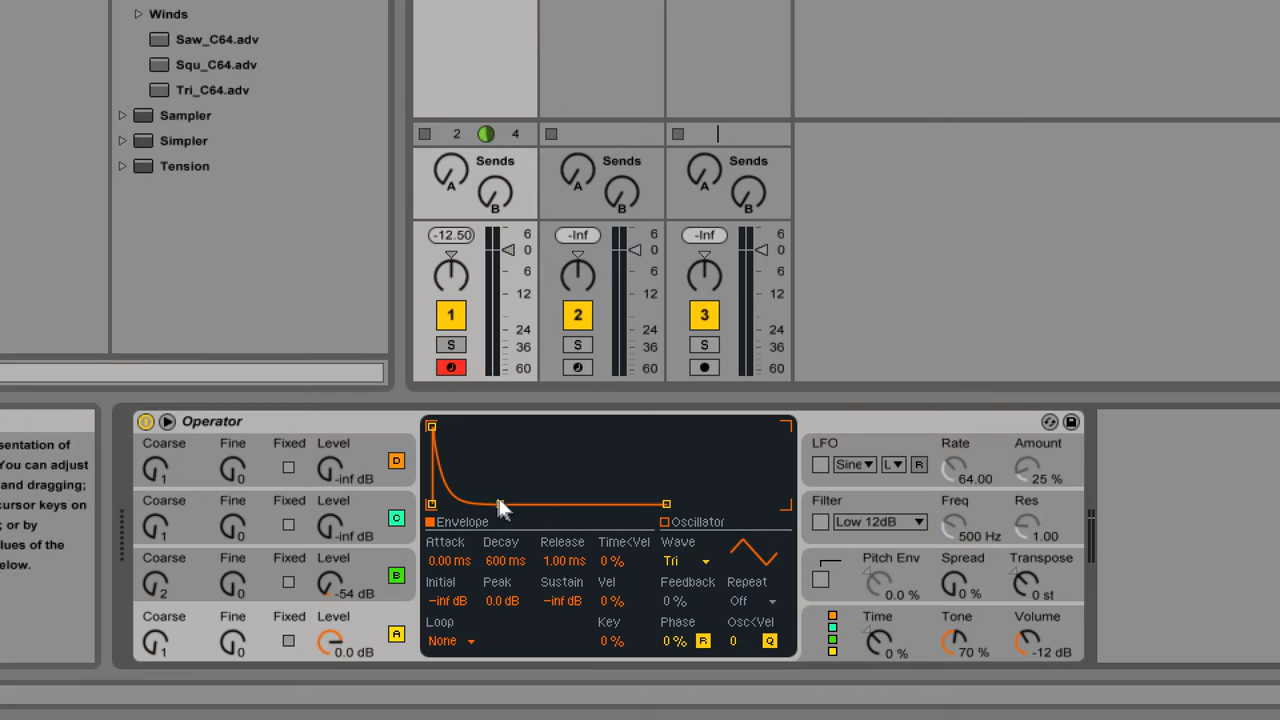 Winds
Saw_C64.adv
Squ_C64.adv
Tri_C64.adv
Sampler
Simpler
Tension
2 4
Sends Sends Sends
A A A
B B B
-12.50 6 -Inf 6 -Inf 6
0 0 0
6 6 6
12 12 12
1 2 3
24 24 24
S S S
36 36 36
60 60 60
sentation of
You can adjust
and dragging;
cursor keys on
; or by
lues of the
elow.
Operator
Coarse Fine Fixed Level
1 0 -inf dB D
Coarse Fine Fixed Level
1 0 -inf dB C
Coarse Fine Fixed Level
2 0 -54 dB B
Coarse Fine Fixed Level
1 0 0.0 dB A
Envelope Oscillator
Attack Decay Release Time<Vel Wave
0.00 ms 600 ms 1.00 ms 0 % Tri
Initial Peak Sustain Vel Feedback Repeat
-inf dB 0.0 dB -inf dB 0 % 0 % Off
Loop Key Phase Osc<Vel
None 0 % 0 % R 0 Q
LFO Rate Amount
Sine L R 64.00 25 %
Filter Freq Res
Low 12dB 500 Hz 1.00
Pitch Env Spread Transpose
0.0 % 0 % 0 st
Time Tone Volume
0 % 70 % -12 dB